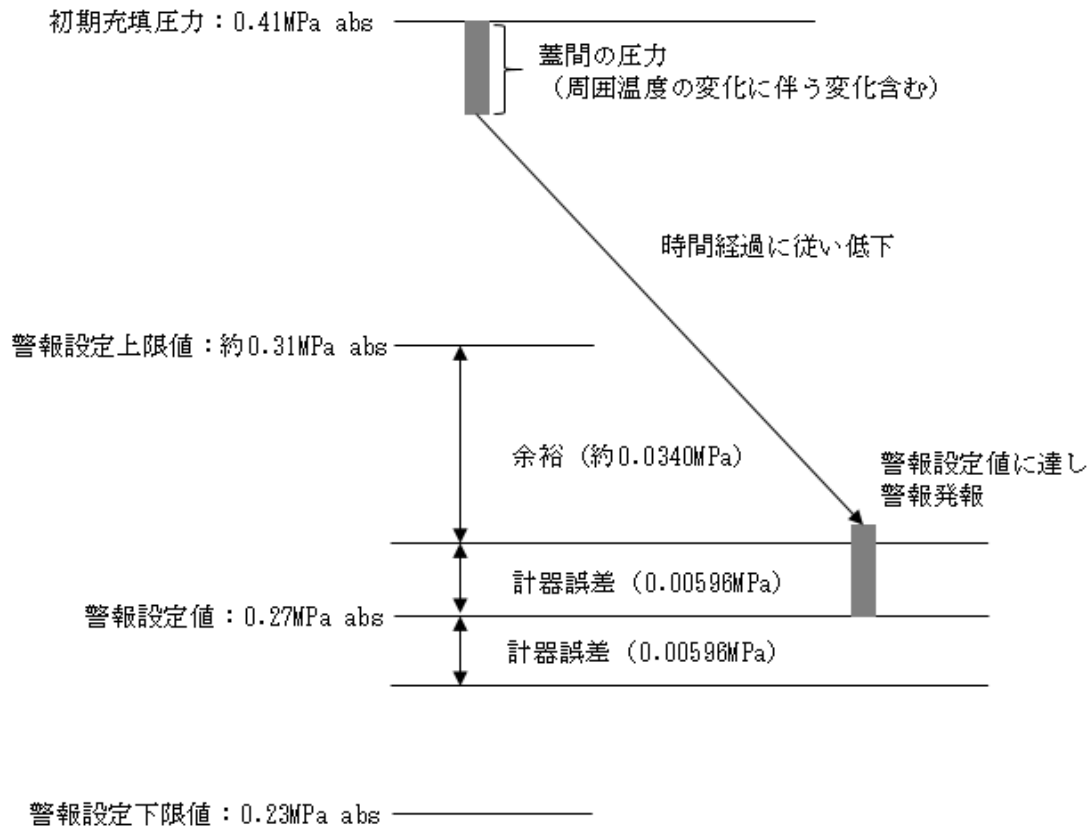 初期充填圧力：0.41MPa abs
蓋間の圧力
（周囲温度の変化に伴う変化含む）
時間経過に従い低下
警報設定上限値：約0.31MPa abs
余裕（約0.0340MPa）
警報設定値に達し
警報発報
計器誤差（0.00596MPa）
警報設定値：0.27MPa abs
計器誤差（0.00596MPa）
警報設定下限値：0.23MPa abs